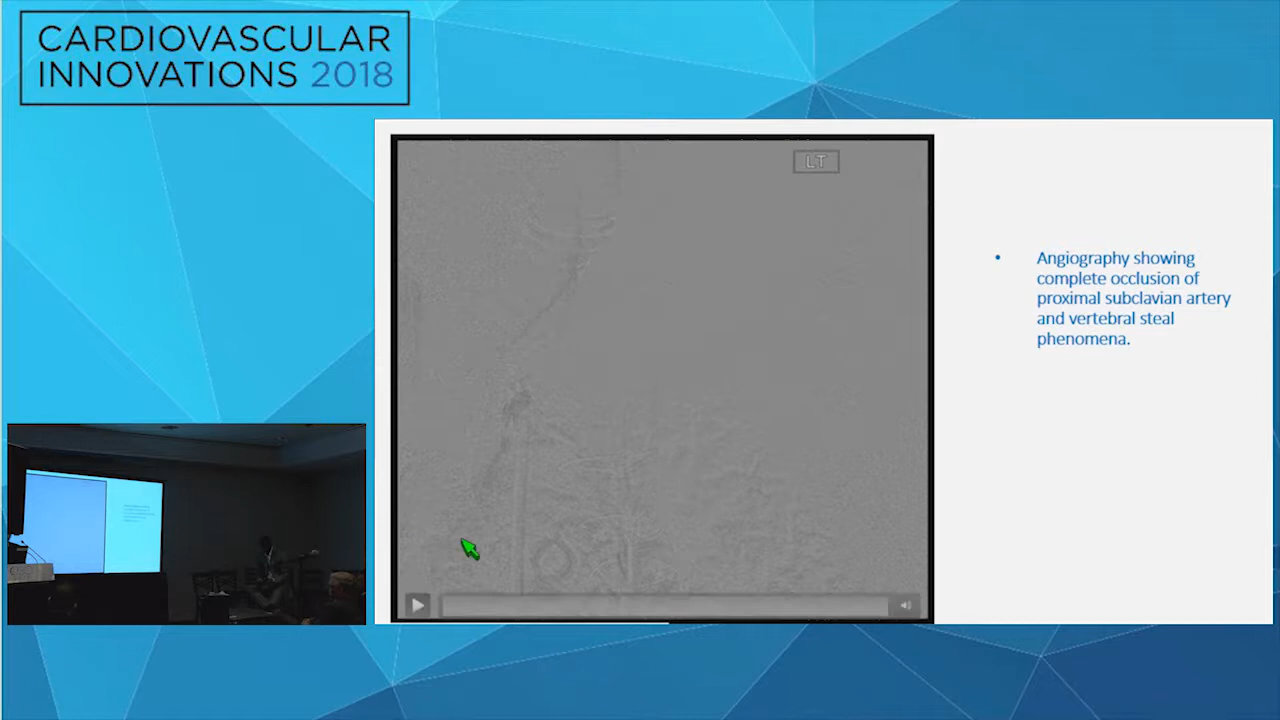 CARDIOVASCULAR
INNOVATIONS 2018
LT
• Angiography showing
complete occlusion of
proximal subclavian artery
and vertebral steal
phenomena.